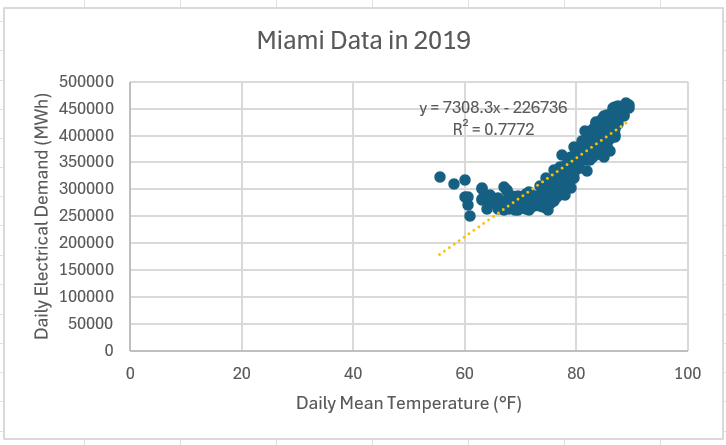 Miami Data in 2019
Daily Electrical Demand (MWh)
500000
450000
400000
350000
300000
250000
200000
150000
100000
50000
0
y = 7308.3x - 226736
R² = 0.7772
0 20 40 60 80 100
Daily Mean Temperature (°F)